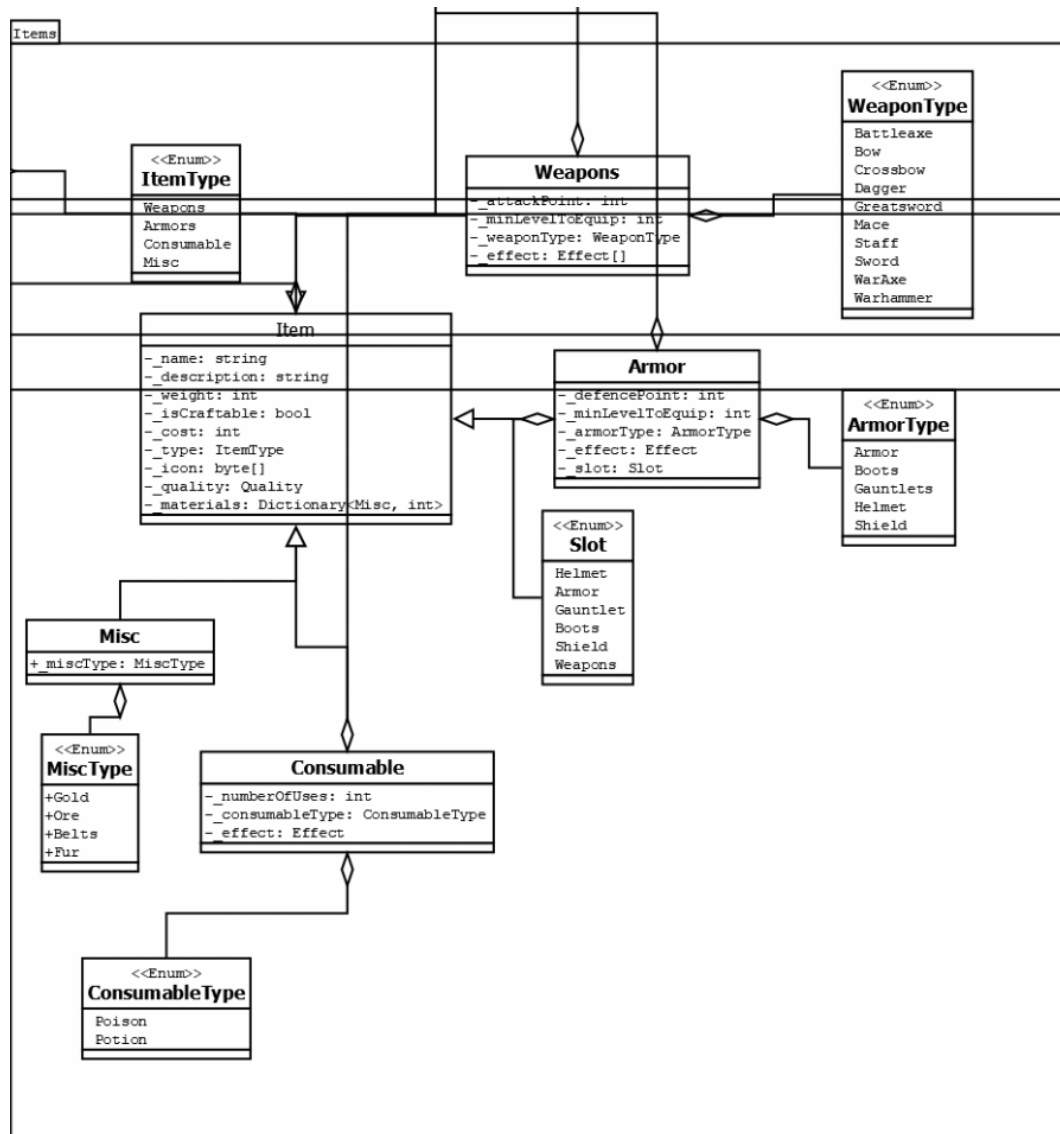 Items
<<Enum>>
ItemType
Weapons
Armors
Consumable
Misc
Weapons
-_attackPoint: int
-_minLevelToEquip: int
-_weaponType: WeaponType
-_effect: Effect[]
<<Enum>>
WeaponType
Battleaxe
Bow
Crossbow
Dagger
Greatsword
Mace
Staff
Sword
WarAxe
Warhammer
Item
-_name: string
-_description: string
-_weight: int
-_isCraftable: bool
-_cost: int
-_type: ItemType
-_icon: byte[]
-_quality: Quality
-_materials: Dictionary<Misc, int>
Armor
-_defencePoint: int
-_minLevelToEquip: int
-_armorType: ArmorType
-_effect: Effect
-_slot: Slot
<<Enum>>
ArmorType
Armor
Boots
Gauntlets
Helmet
Shield
<<Enum>>
Slot
Helmet
Armor
Gauntlet
Boots
Shield
Weapons
Misc
+_miscType: MiscType
<<Enum>>
MiscType
+Gold
+Ore
+Belts
+Fur
Consumable
-_numberOfUses: int
-_consumableType: ConsumableType
-_effect: Effect
<<Enum>>
ConsumableType
Poison
Potion